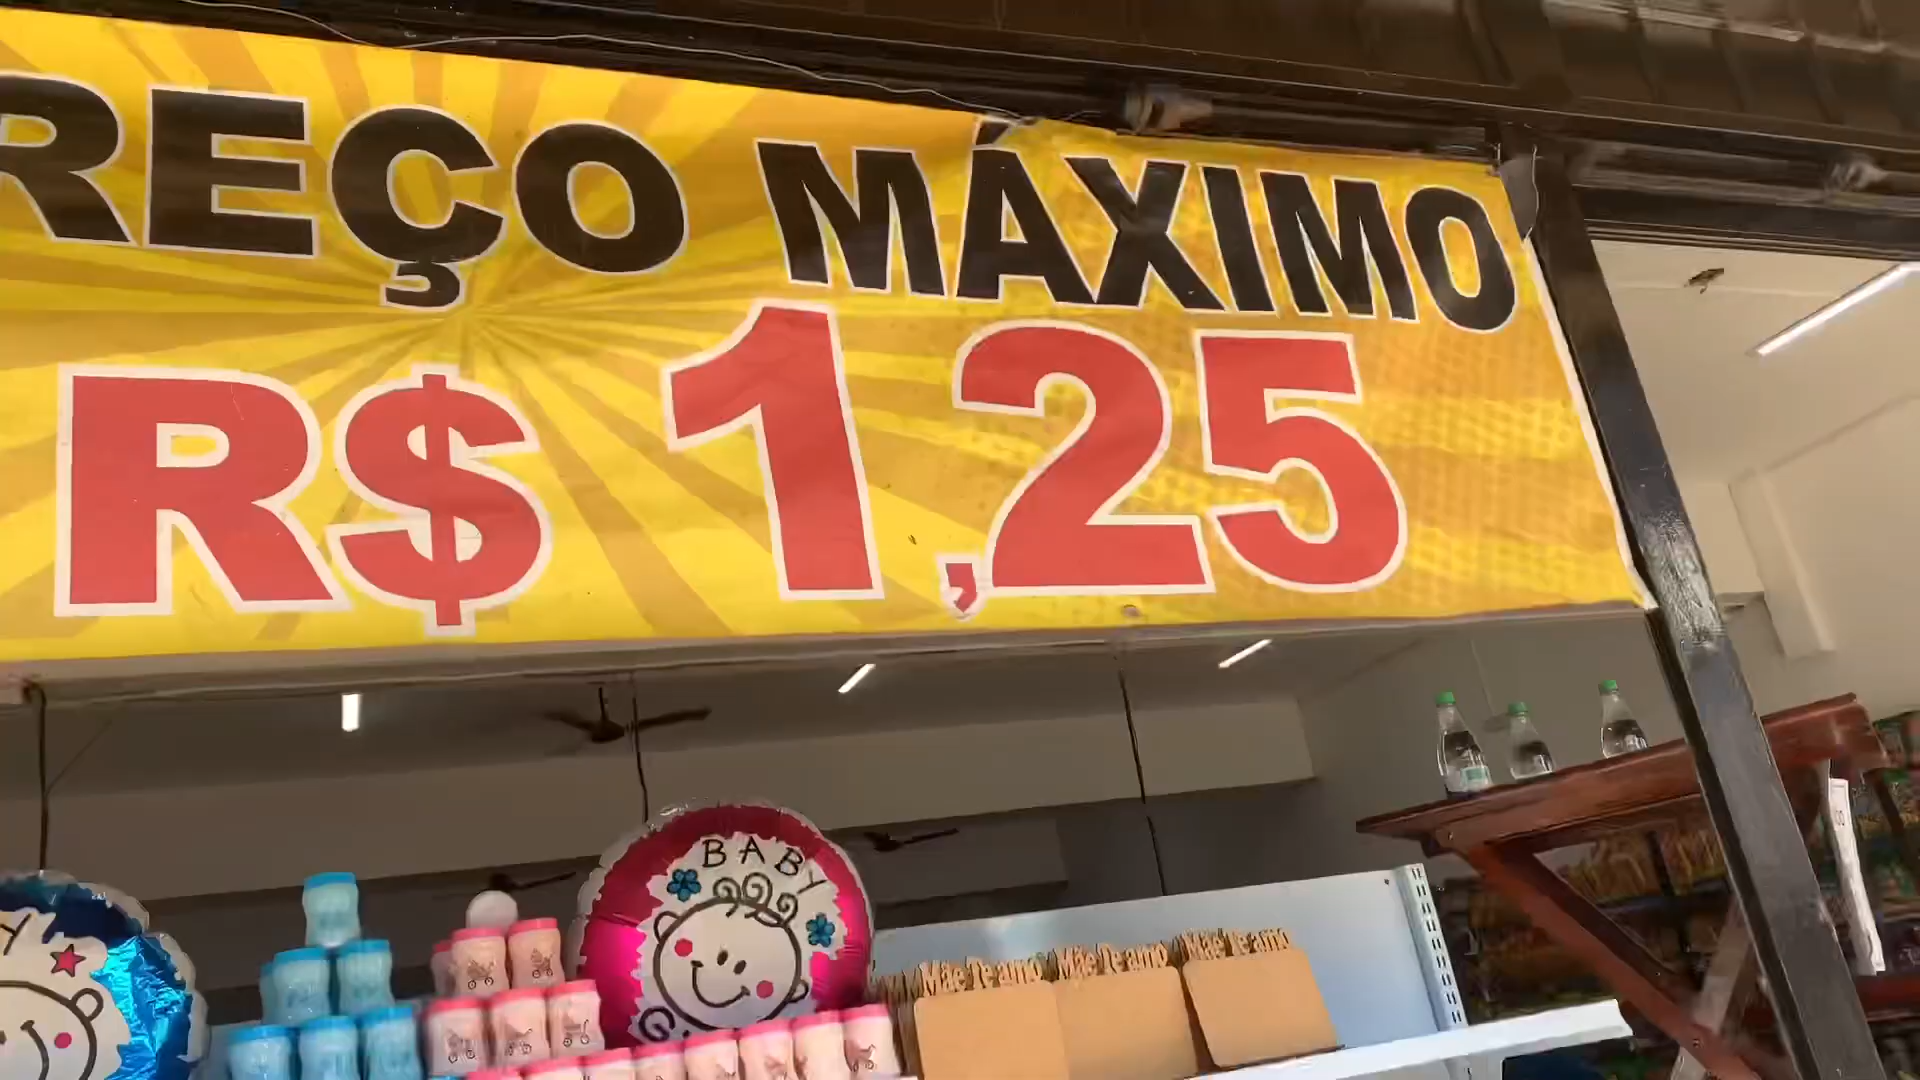 REÇO MÁXIMO
R$ 1,25
BABY
Mãe Te amo Mãe Te amo Mãe Te amo